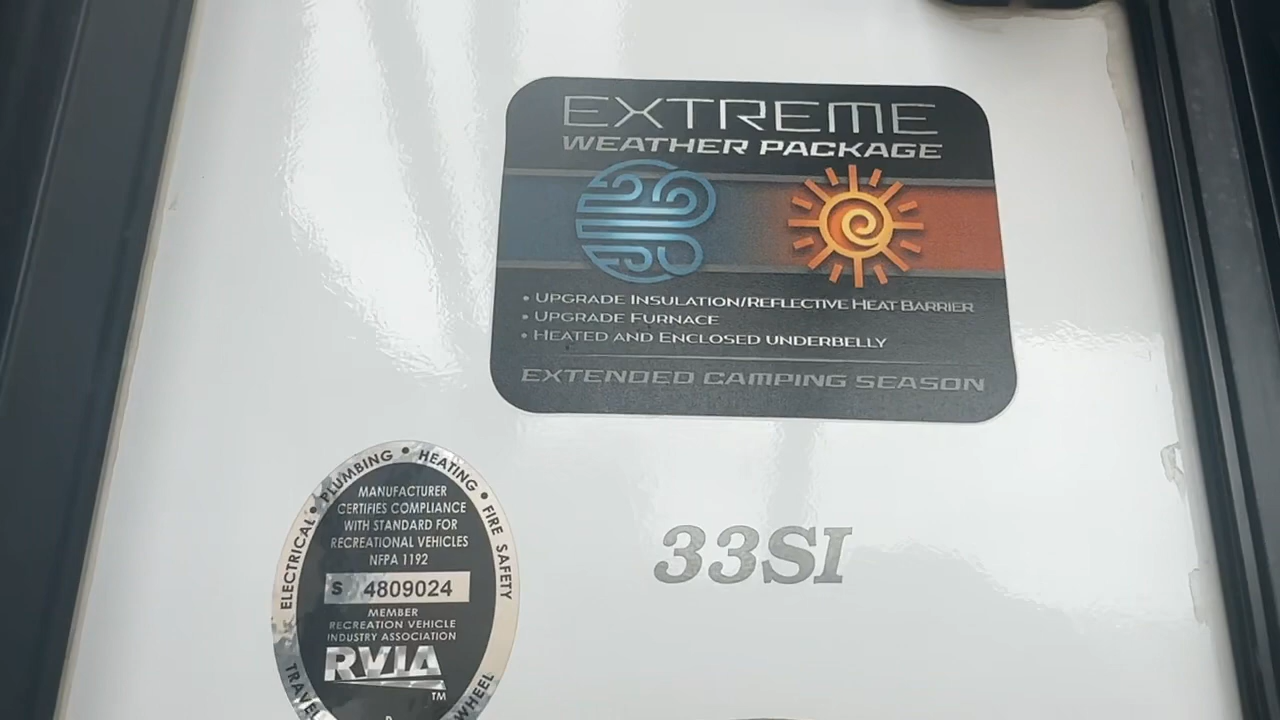 EXTREME
WEATHER PACKAGE
• UPGRADE INSULATION/REFLECTIVE HEAT BARRIER
• UPGRADE FURNACE
• HEATED AND ENCLOSED UNDERBELLY
EXTENDED CAMPING SEASON
33SI
ELECTRICAL • PLUMBING • HEATING • FIRE SAFETY
MANUFACTURER
CERTIFIES COMPLIANCE
WITH STANDARD FOR
RECREATIONAL VEHICLES
NFPA 1192
S 4809024
MEMBER
RECREATION VEHICLE
INDUSTRY ASSOCIATION
RVIA
TM
TRAVEL
WHEEL